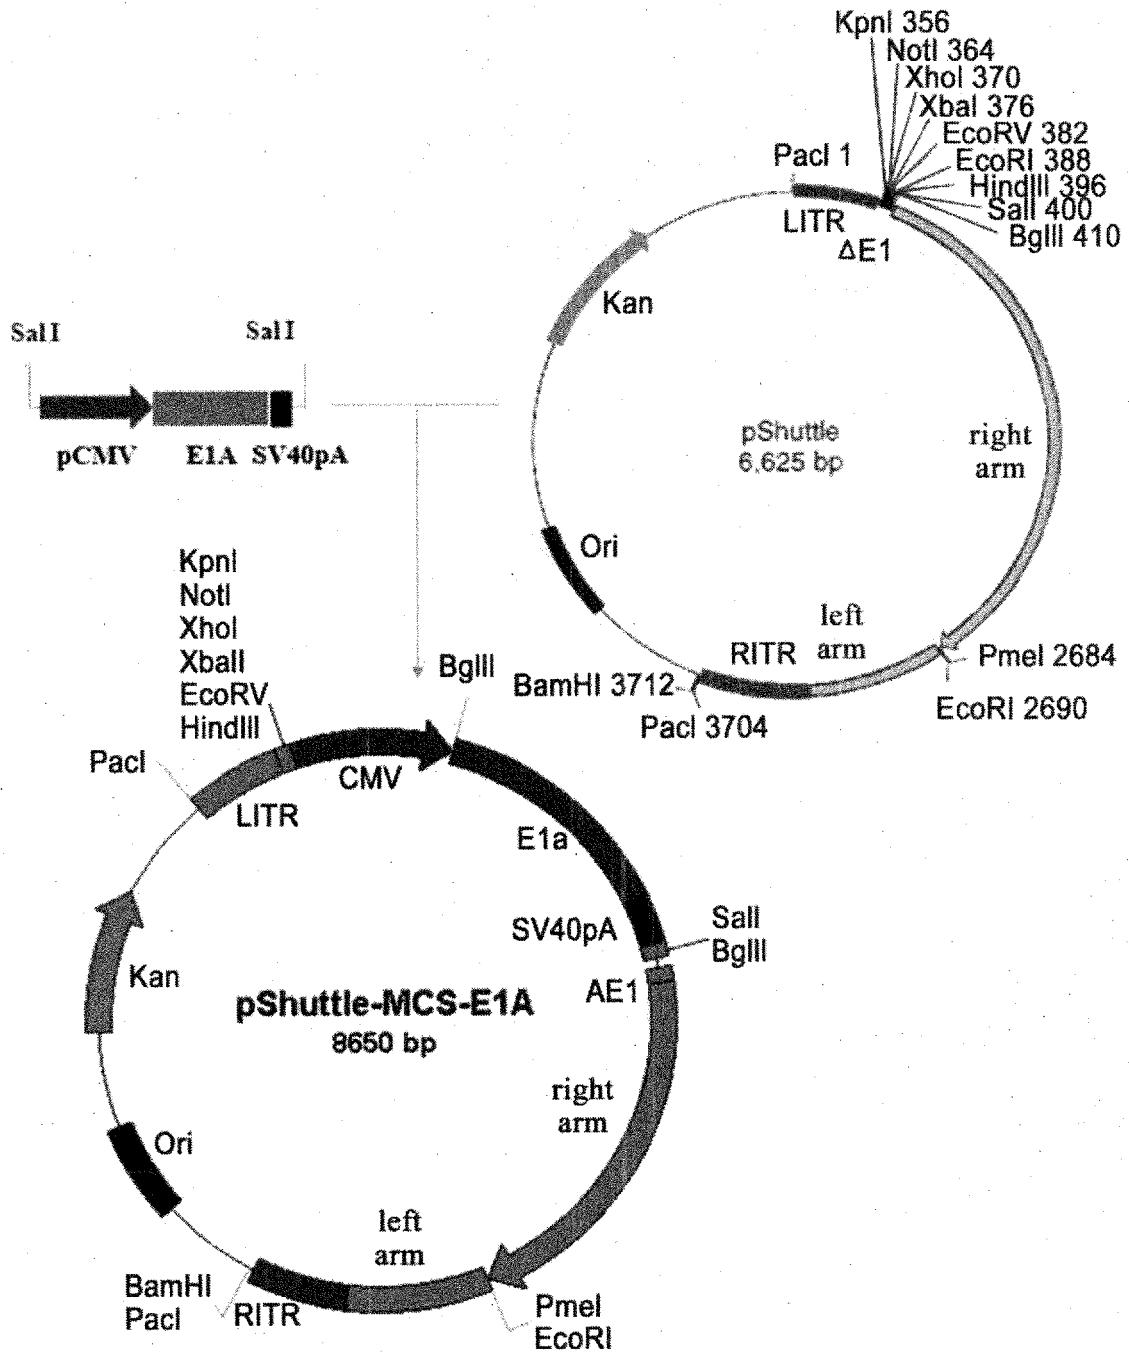 KpnI 356
NotI 364
XhoI 370
XbaI 376
EcoRV 382
EcoRI 388
HindIII 396
SalI 400
BglII 410
PacI 1
LITR
ΔE1
Kan
pShuttle
6,625 bp
right
arm
Ori
left
arm
RITR
PmeI 2684
EcoRI 2690
BamHI 3712
PacI 3704
SalI SalI
pCMV E1A SV40pA
KpnI
NotI
XhoI
XbaII
EcoRV
HindIII
BglII
PacI
LITR
CMV
E1a
SV40pA
SalI
BglII
AE1
Kan
pShuttle-MCS-E1A
8650 bp
right
arm
Ori
left
arm
BamHI
PacI
RITR
PmeI
EcoRI